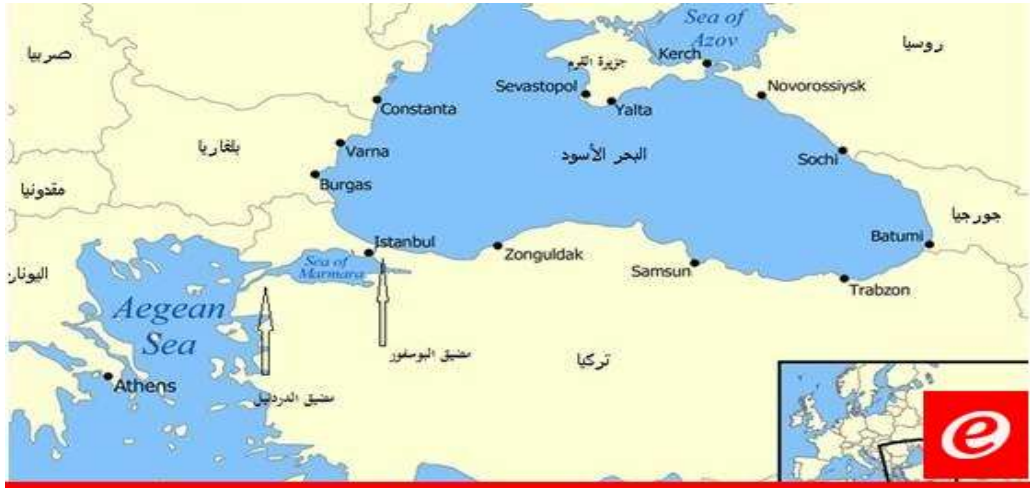 Sea of
Azov
روسيا
صربيا
Kerch
جزيرة القرم
Sevastopol
Yalta
Novorossiysk
Constanta
بلغاريا
Varna
البحر الأسود
Sochi
Burgas
مقدونيا
جورجيا
Batumi
Istanbul
Zonguldak
Sea of
Marmara
Samsun
اليونان
Trabzon
Aegean
Sea
مضيق البوسفور
تركيا
Athens
مضيق الدردنيل
e